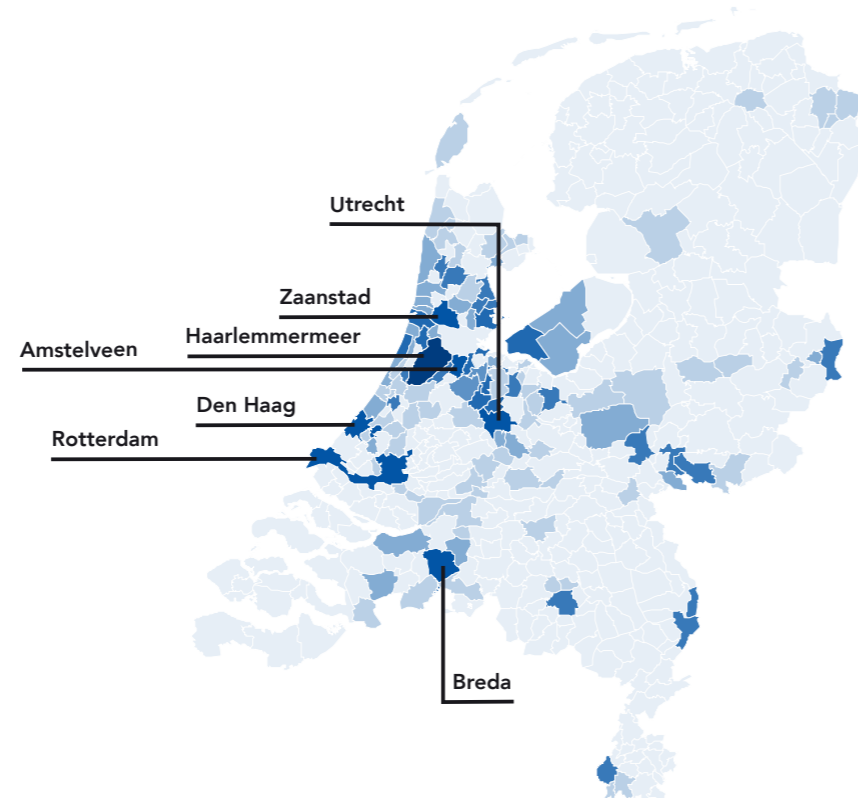 Utrecht
Zaanstad
Haarlemmermeer
Amstelveen
Den Haag
Rotterdam
Breda